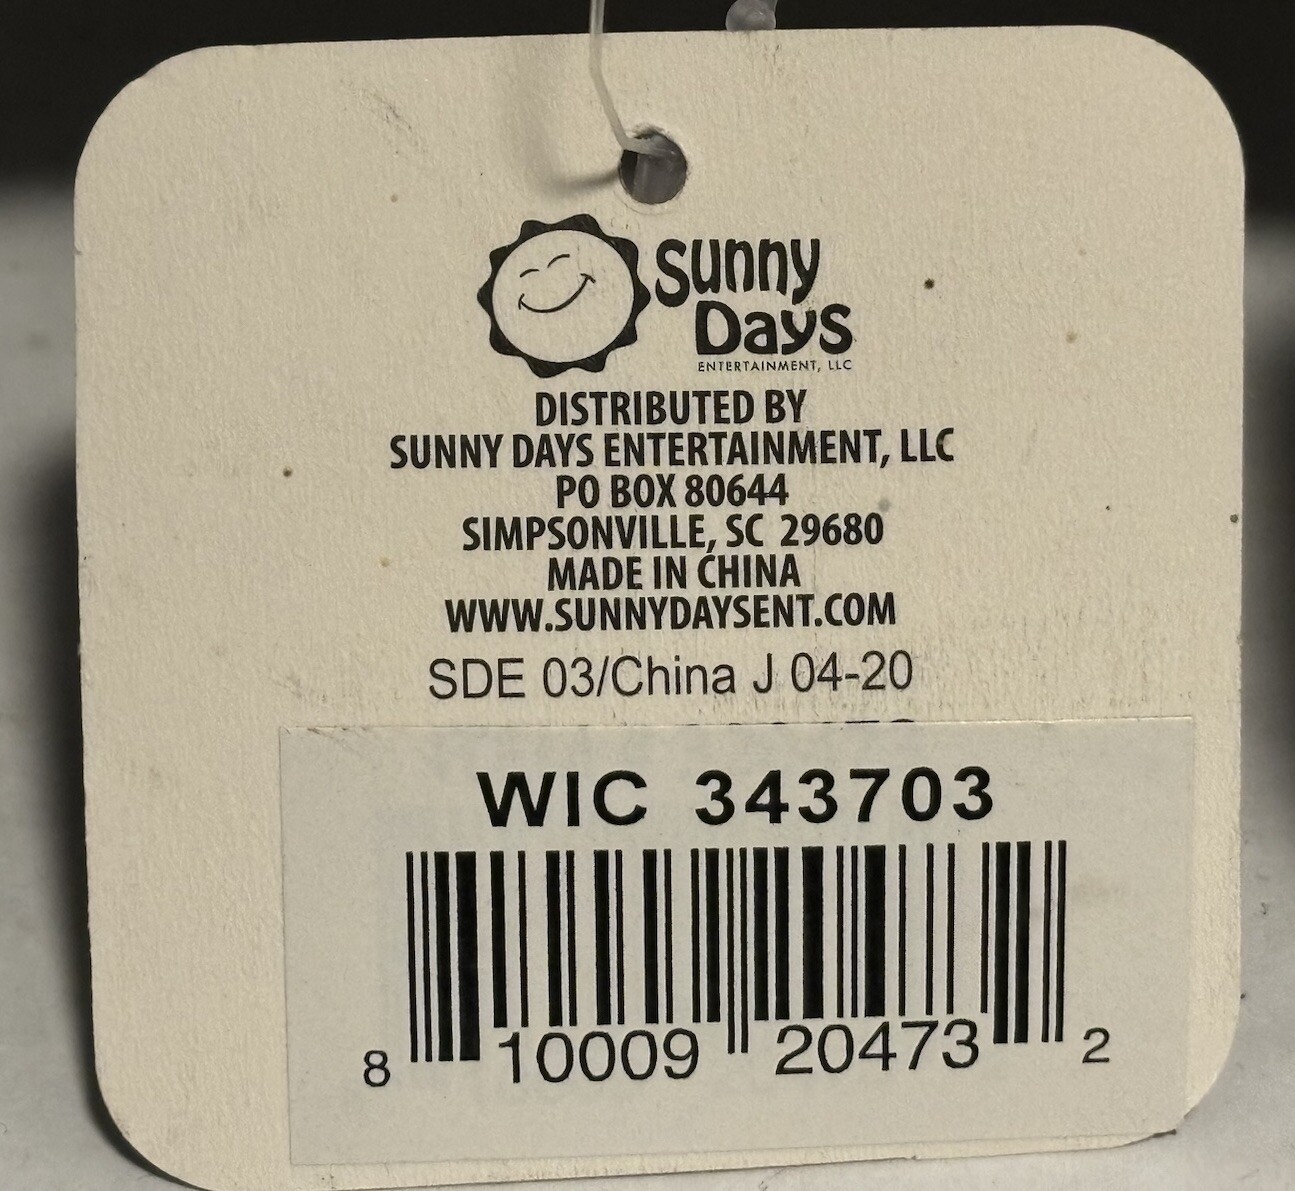 Sunny
Days
ENTERTAINMENT, LLC
DISTRIBUTED BY
SUNNY DAYS ENTERTAINMENT, LLC
PO BOX 80644
SIMPSONVILLE, SC 29680
MADE IN CHINA
WWW.SUNNYDAYSENT.COM
SDE 03/China J 04-20
WIC 343703
8 10009 20473 2